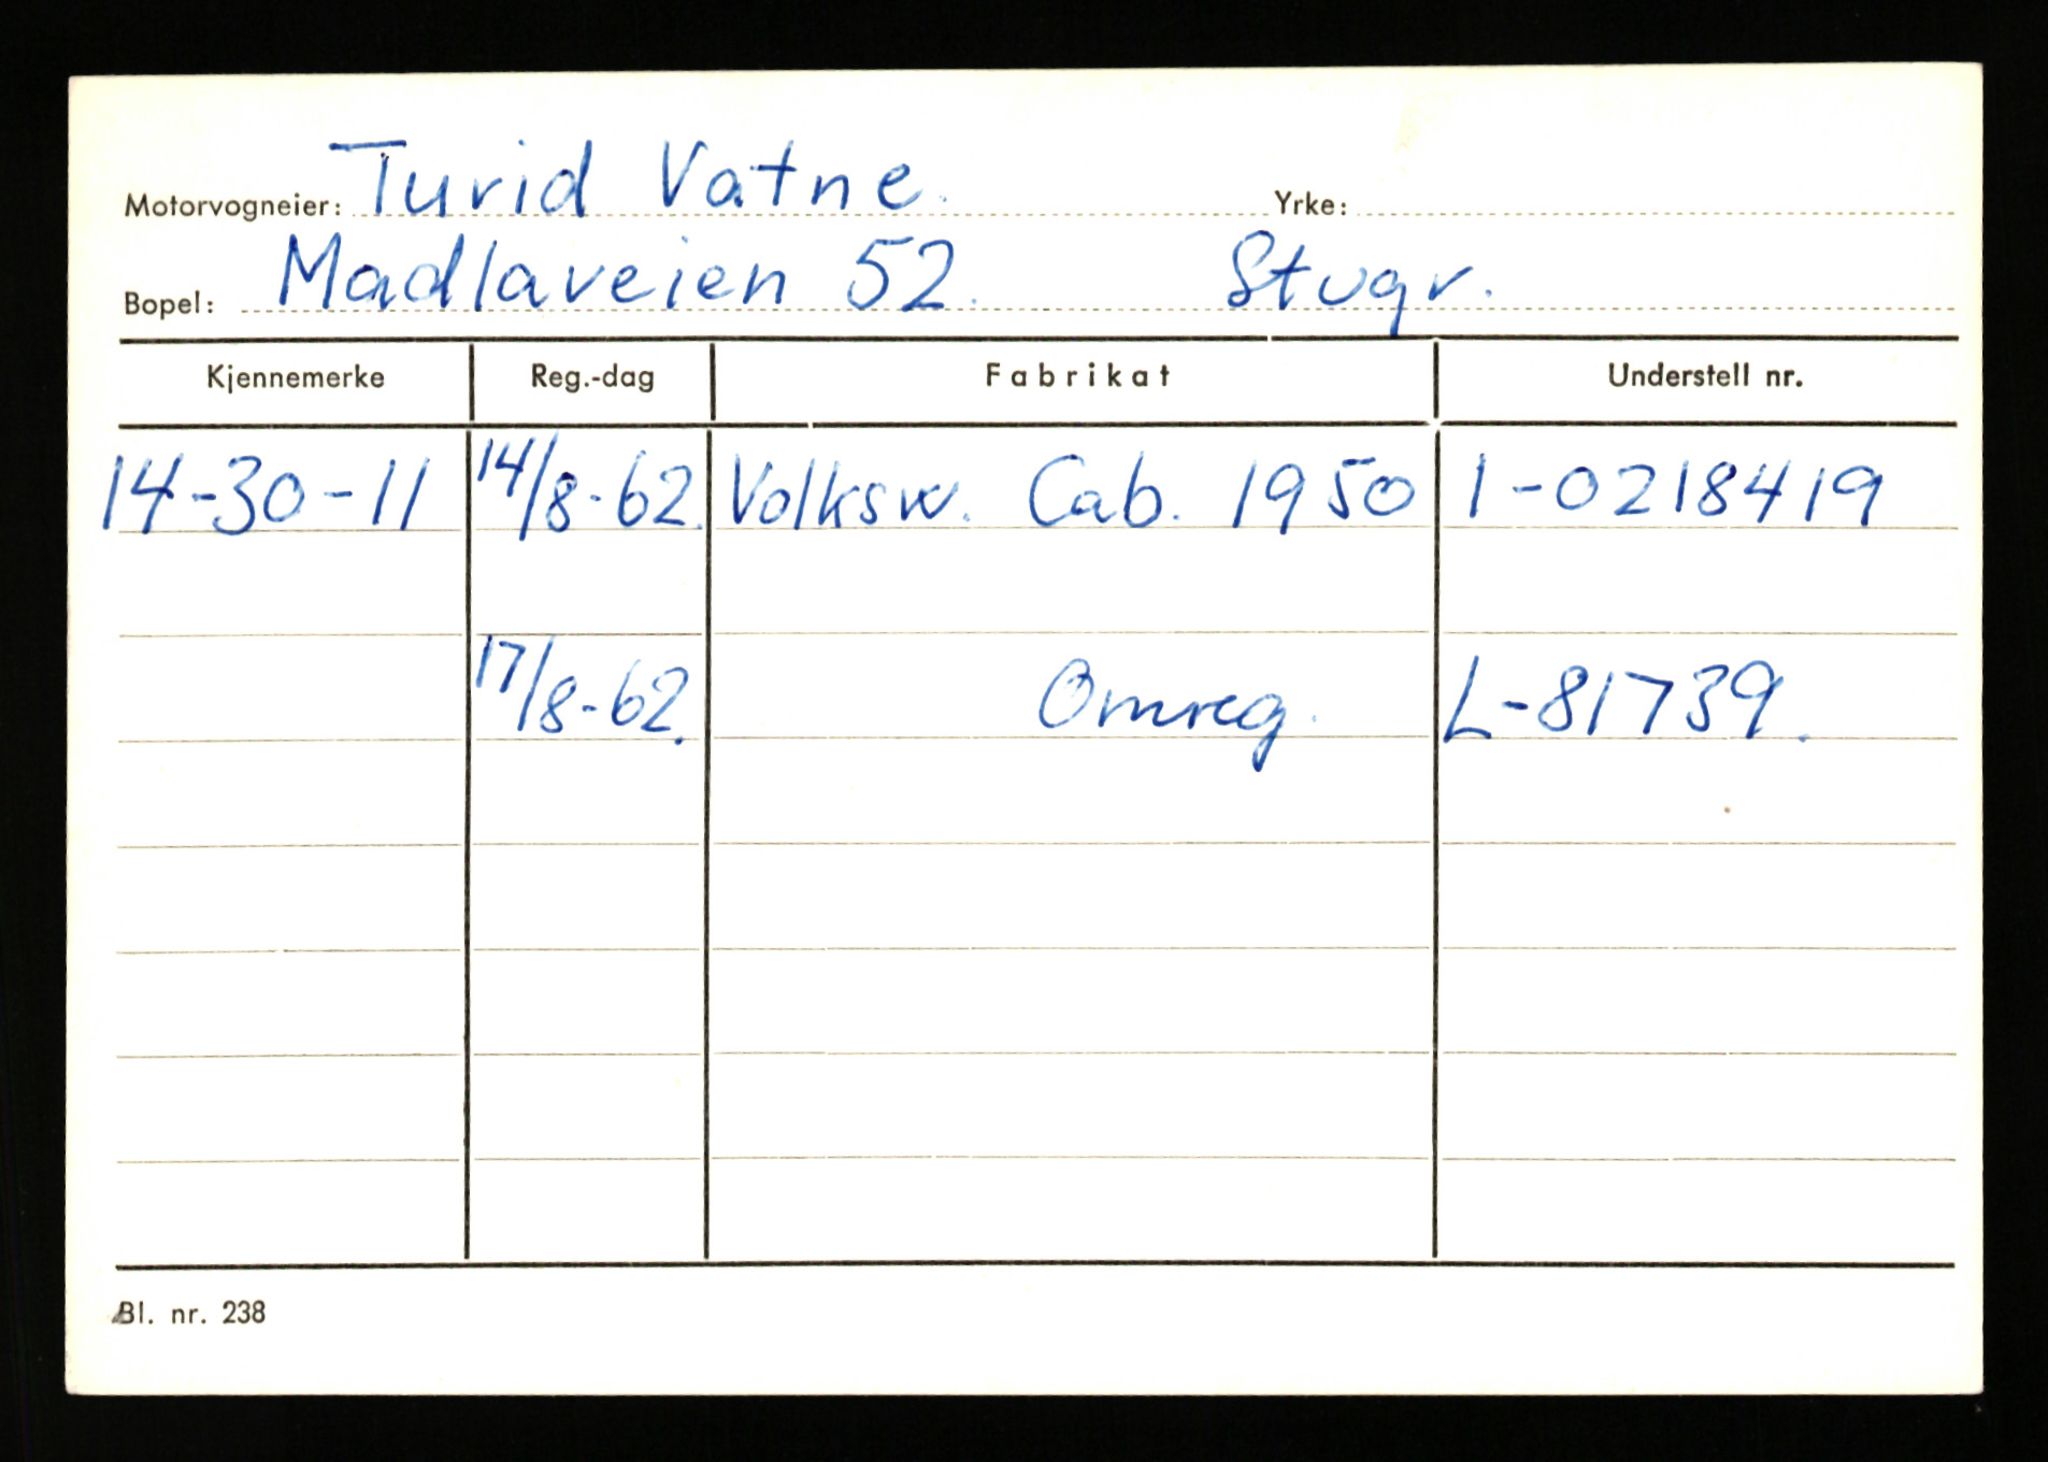 Motorvogneier: Turid Vatne. Yrke:
Bopel: Madlaveien 52. Stvgr.
Kjennemerke Reg.-dag Fabrikat Understell nr.
14-30-11 14/8-62. Volksw. Cab. 1950 1-0218419
17/8-62. Omreg. L-81739.
Bl. nr. 238